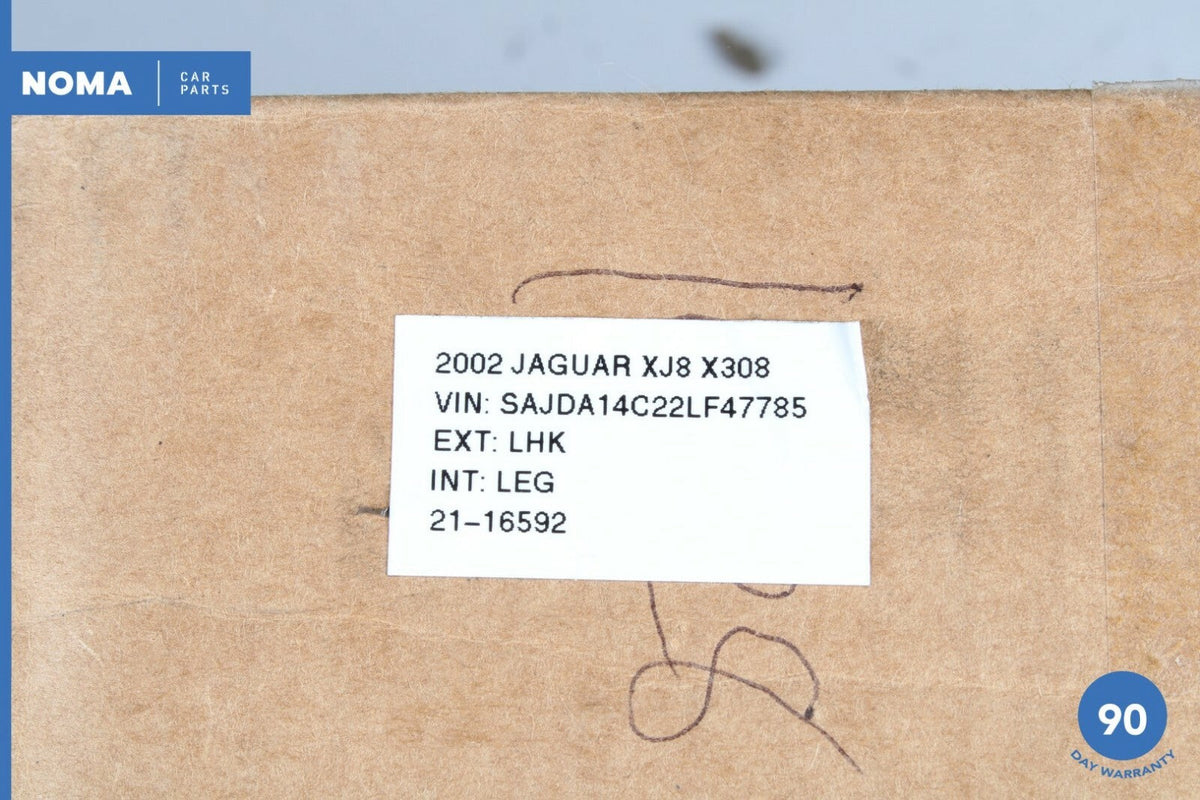 NOMA
CAR
PARTS
2002 JAGUAR XJ8 X308
VIN: SAJDA14C22LF47785
EXT: LHK
INT: LEG
21-16592
90
DAY WARRANTY